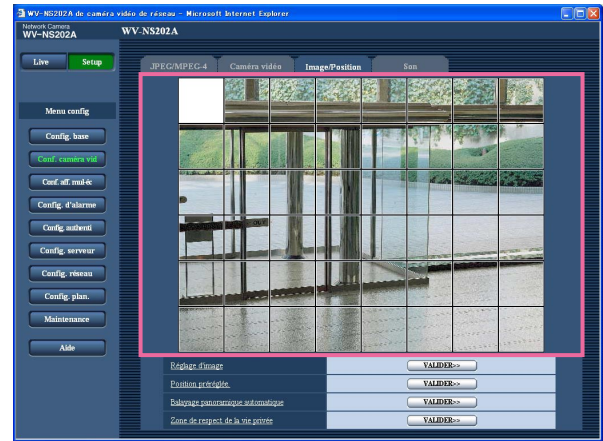 WV-NS202A de caméra vidéo de réseau - Microsoft Internet Explorer
Network Camera
WV-NS202A
WV-NS202A
Live
Setup
JPEG/MPEG-4
Caméra vidéo
Image/Position
Son
Menu config
Config. base
Conf. caméra vid
Conf. aff. mul-éc
Config. d'alarme
Config. authenti
Config. serveur
Config. réseau
Config. plan.
Maintenance
Aide
Réglage d'image
VALIDER>>
Position préréglée.
VALIDER>>
Balayage panoramique automatique
VALIDER>>
Zone de respect de la vie privée
VALIDER>>